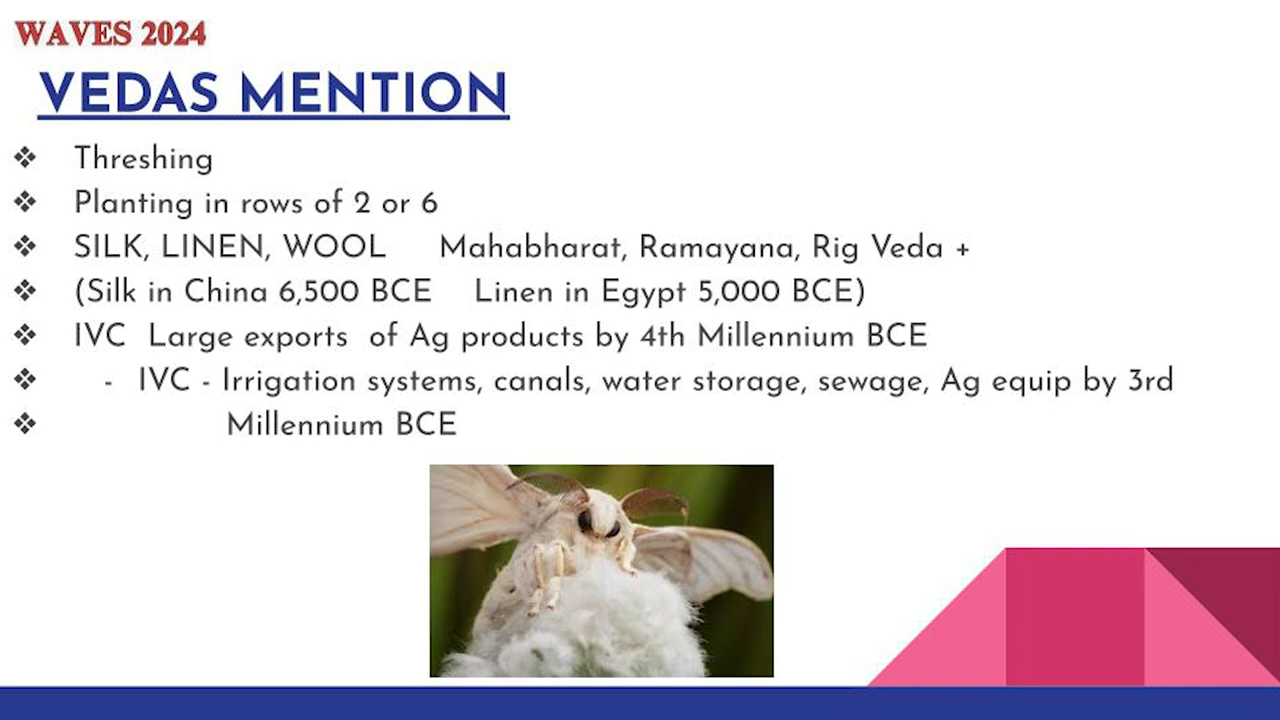 WAVES 2024
VEDAS MENTION
❖ Threshing
❖ Planting in rows of 2 or 6
❖ SILK, LINEN, WOOL Mahabharat, Ramayana, Rig Veda +
❖ (Silk in China 6,500 BCE Linen in Egypt 5,000 BCE)
❖ IVC Large exports of Ag products by 4th Millennium BCE
❖ - IVC - Irrigation systems, canals, water storage, sewage, Ag equip by 3rd
❖ Millennium BCE